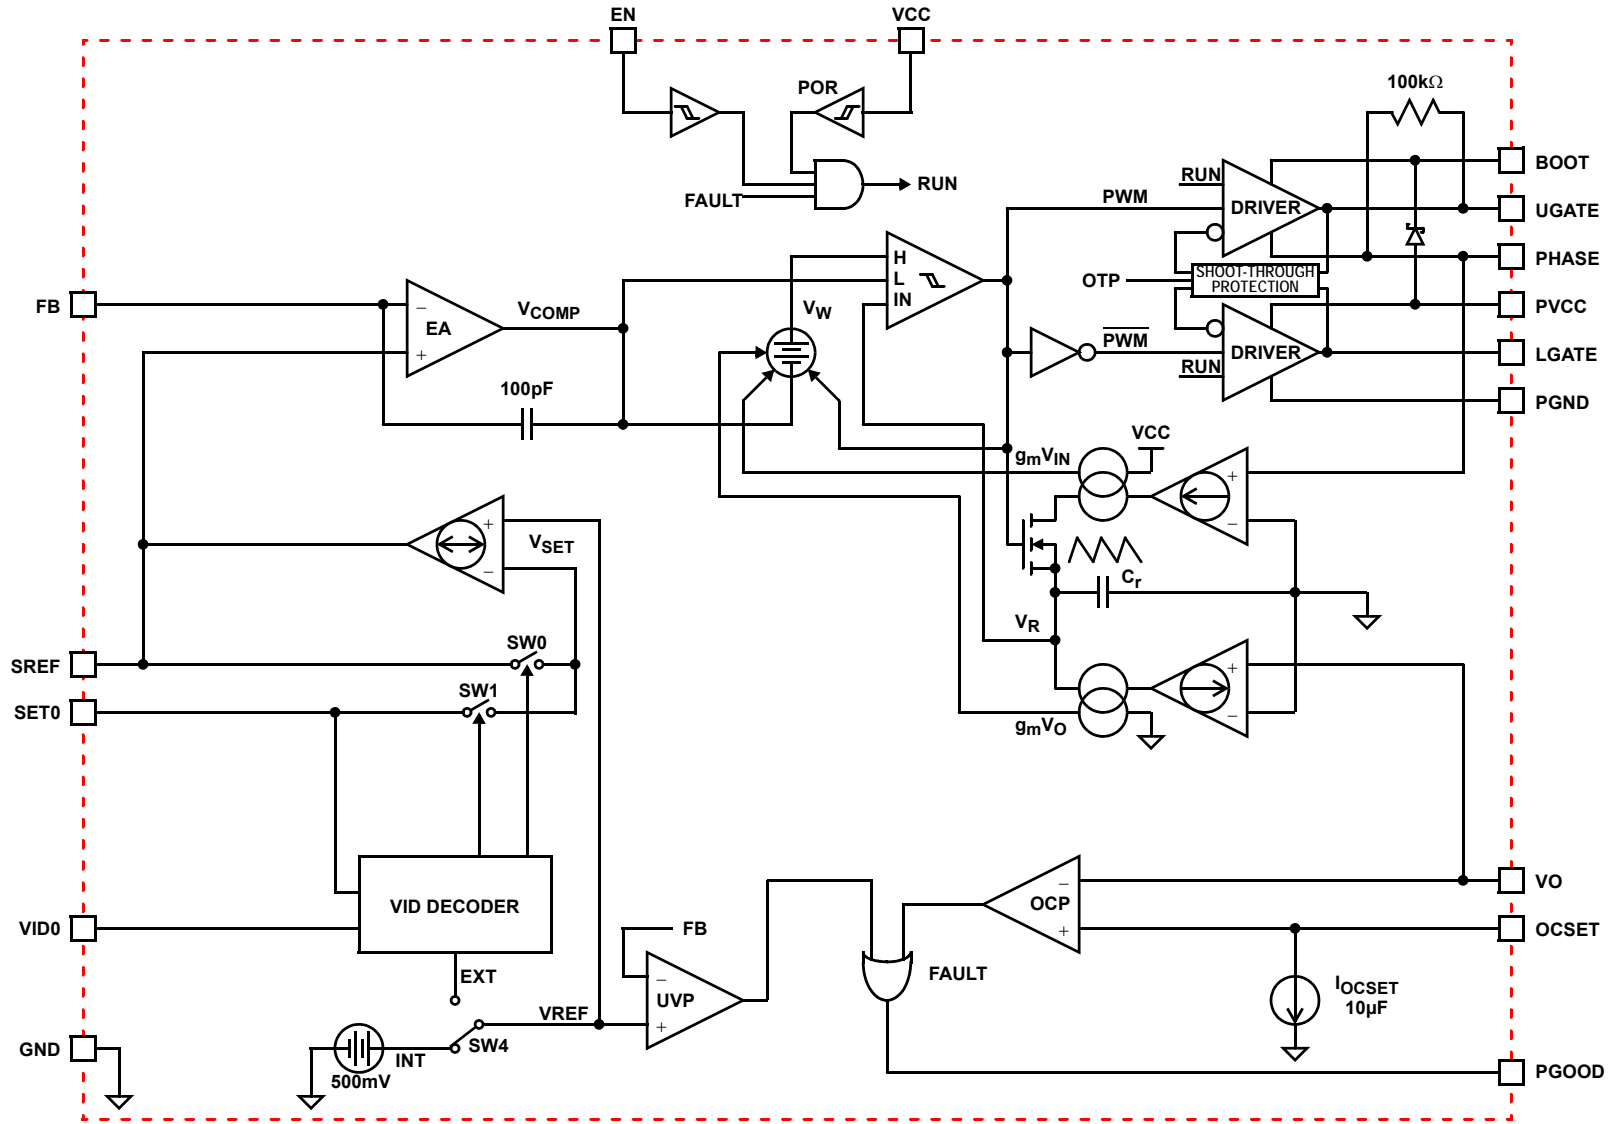 EN
VCC
POR
100kΩ
BOOT
RUN
FAULT
RUN
PWM
DRIVER
UGATE
H
L
IN
OTP
SHOOT-THROUGH
PROTECTION
PHASE
FB
−
EA
+
VCOMP
VW
PVCC
PWM
DRIVER
RUN
LGATE
100pF
PGND
VCC
gmVIN
+
−
+
VSET
−
Cr
VR
SW0
SREF
SW1
SET0
+
−
gmVO
VID DECODER
VID0
EXT
FB
−
OCP
+
VO
OCSET
−
UVP
+
FAULT
IOCSET
10µF
VREF
SW4
INT
500mV
GND
PGOOD